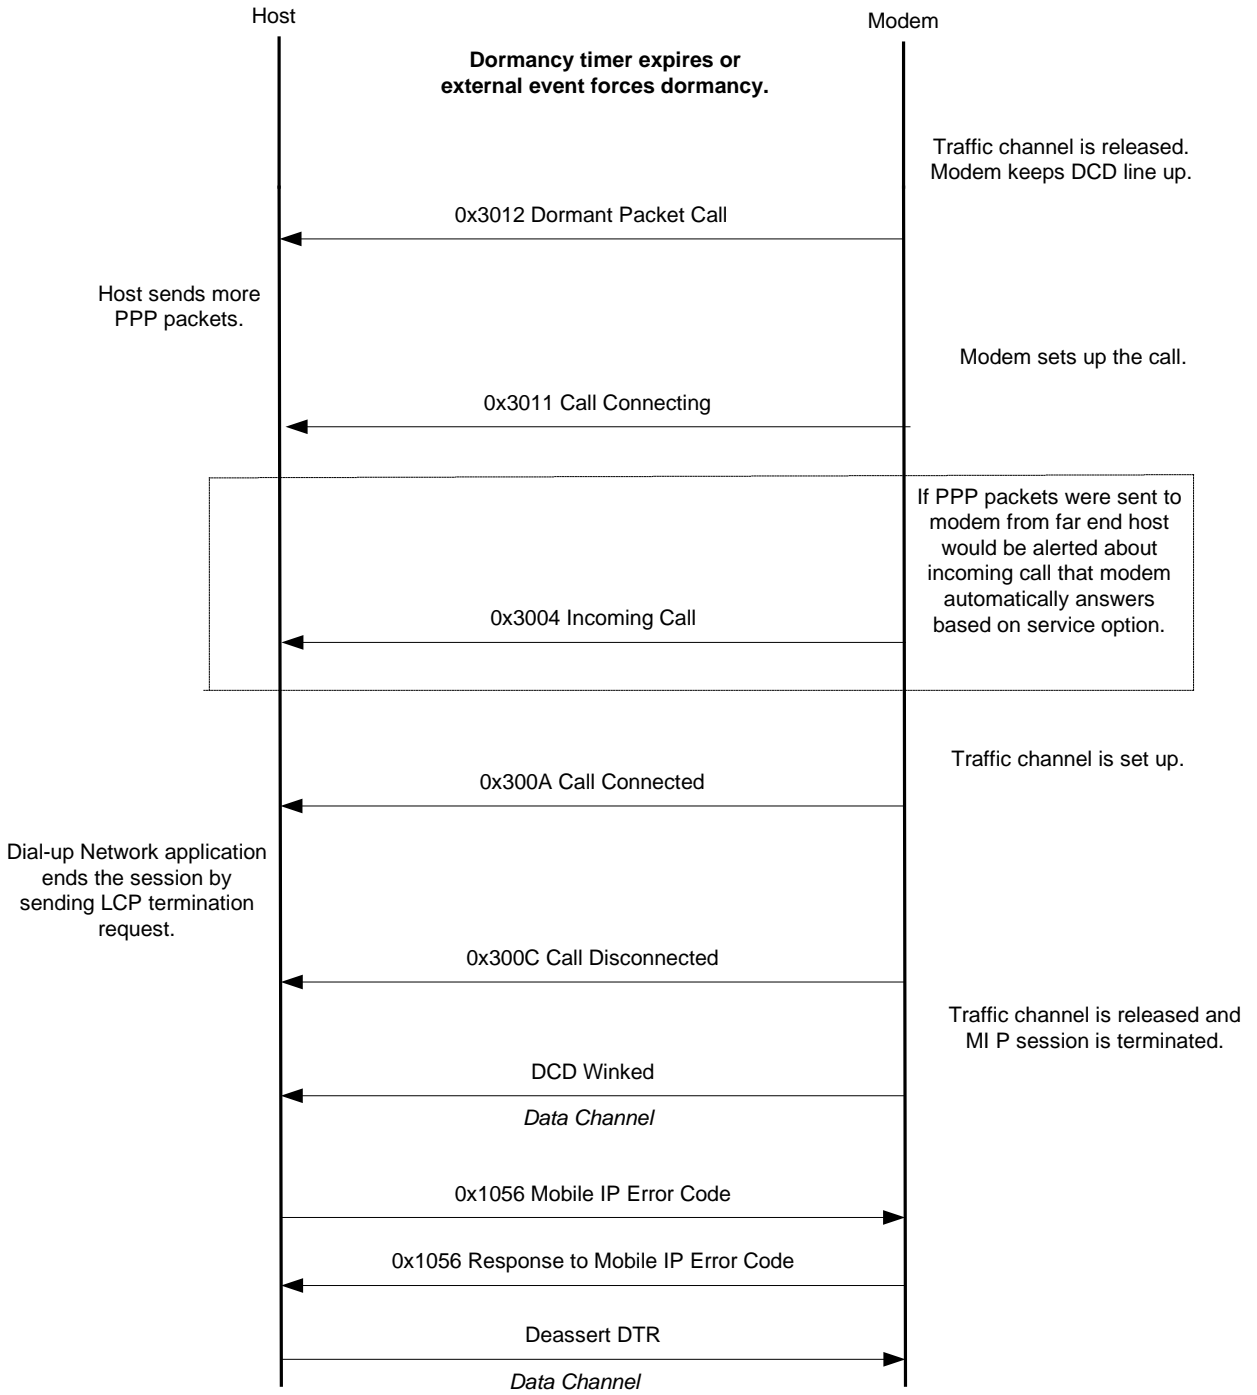 Host
Modem
Dormancy timer expires or
external event forces dormancy.
Traffic channel is released.
Modem keeps DCD line up.
0x3012 Dormant Packet Call
Host sends more
PPP packets.
Modem sets up the call.
0x3011 Call Connecting
If PPP packets were sent to
modem from far end host
would be alerted about
incoming call that modem
automatically answers
based on service option.
0x3004 Incoming Call
Traffic channel is set up.
0x300A Call Connected
Dial-up Network application
ends the session by
sending LCP termination
request.
0x300C Call Disconnected
Traffic channel is released and
MI P session is terminated.
DCD Winked
Data Channel
0x1056 Mobile IP Error Code
0x1056 Response to Mobile IP Error Code
Deassert DTR
Data Channel